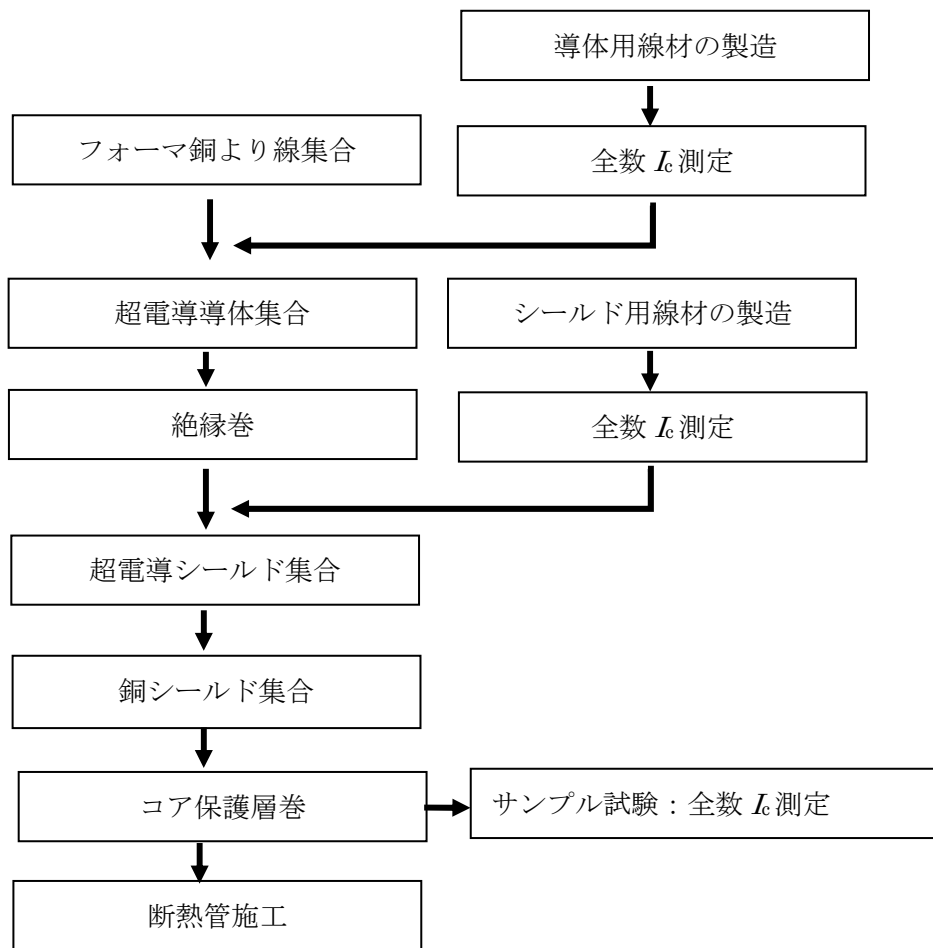 導体用線材の製造
フォーマ銅より線集合
全数 Ic 測定
超電導導体集合
シールド用線材の製造
絶縁巻
全数 Ic 測定
超電導シールド集合
銅シールド集合
コア保護層巻
サンプル試験：全数 Ic 測定
断熱管施工